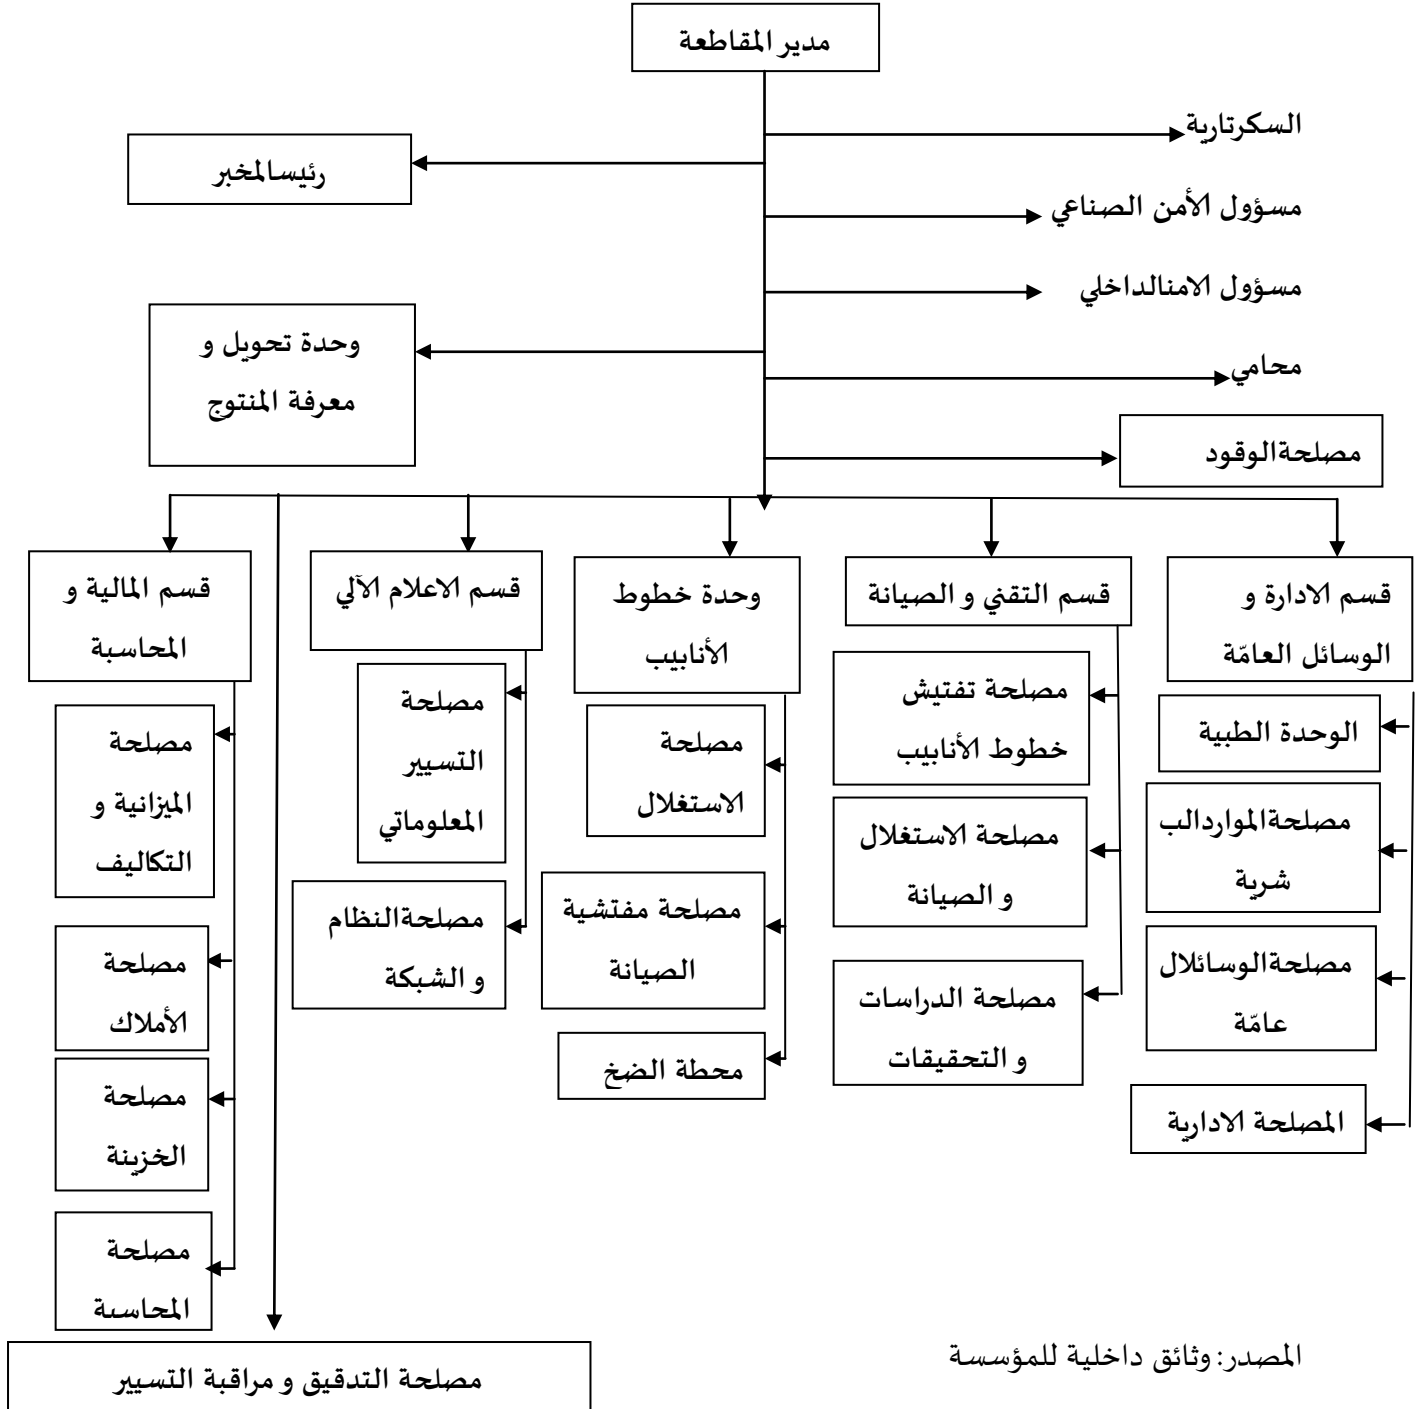 مدير المقاطعة
السكرتارية
رئيسالمخبر
مسؤول الأمن الصناعي
مسؤول الامنالداخلي
وحدة تحويل و
معرفة المنتوج
محامي
مصلحةالوقود
قسم الادارة و
الوسائل العامّة
قسم التقني و الصيانة
وحدة خطوط
الأنابيب
قسم الاعلام الآلي
قسم المالية و
المحاسبة
الوحدة الطبية
مصلحةالمواردالب
شرية
مصلحةالوسائلال
عامّة
المصلحة الادارية
مصلحة تفتيش
خطوط الأنابيب
مصلحة الاستغلال
و الصيانة
مصلحة الدراسات
و التحقيقات
مصلحة
الاستغلال
مصلحة مفتشية
الصيانة
محطة الضخ
مصلحة
التسيير
المعلوماتي
مصلحةالنظام
و الشبكة
مصلحة
الميزانية و
التكاليف
مصلحة
الأملاك
مصلحة
الخزينة
مصلحة
المحاسبة
مصلحة التدقيق و مراقبة التسيير
المصدر: وثائق داخلية للمؤسسة